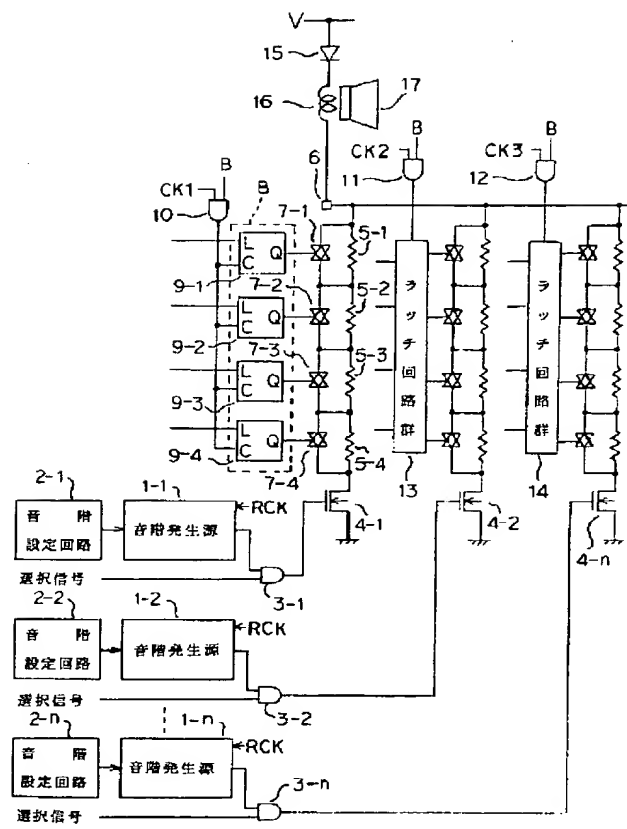 V
15
16
17
B
CK2
11
B
CK3
12
6
B
CK1
10
B
7-1
5-1
L
C
Q
9-1
7-2
5-2
L
C
Q
9-2
7-3
5-3
L
C
Q
9-3
7-4
5-4
L
C
Q
9-4
ラッチ回路群
13
ラッチ回路群
14
2-1
音階
設定回路
1-1
音階発生源
RCK
選択信号
3-1
4-1
4-2
4-n
2-2
音階
設定回路
1-2
音階発生源
RCK
選択信号
3-2
2-n
音階
設定回路
1-n
音階発生源
RCK
選択信号
3-n